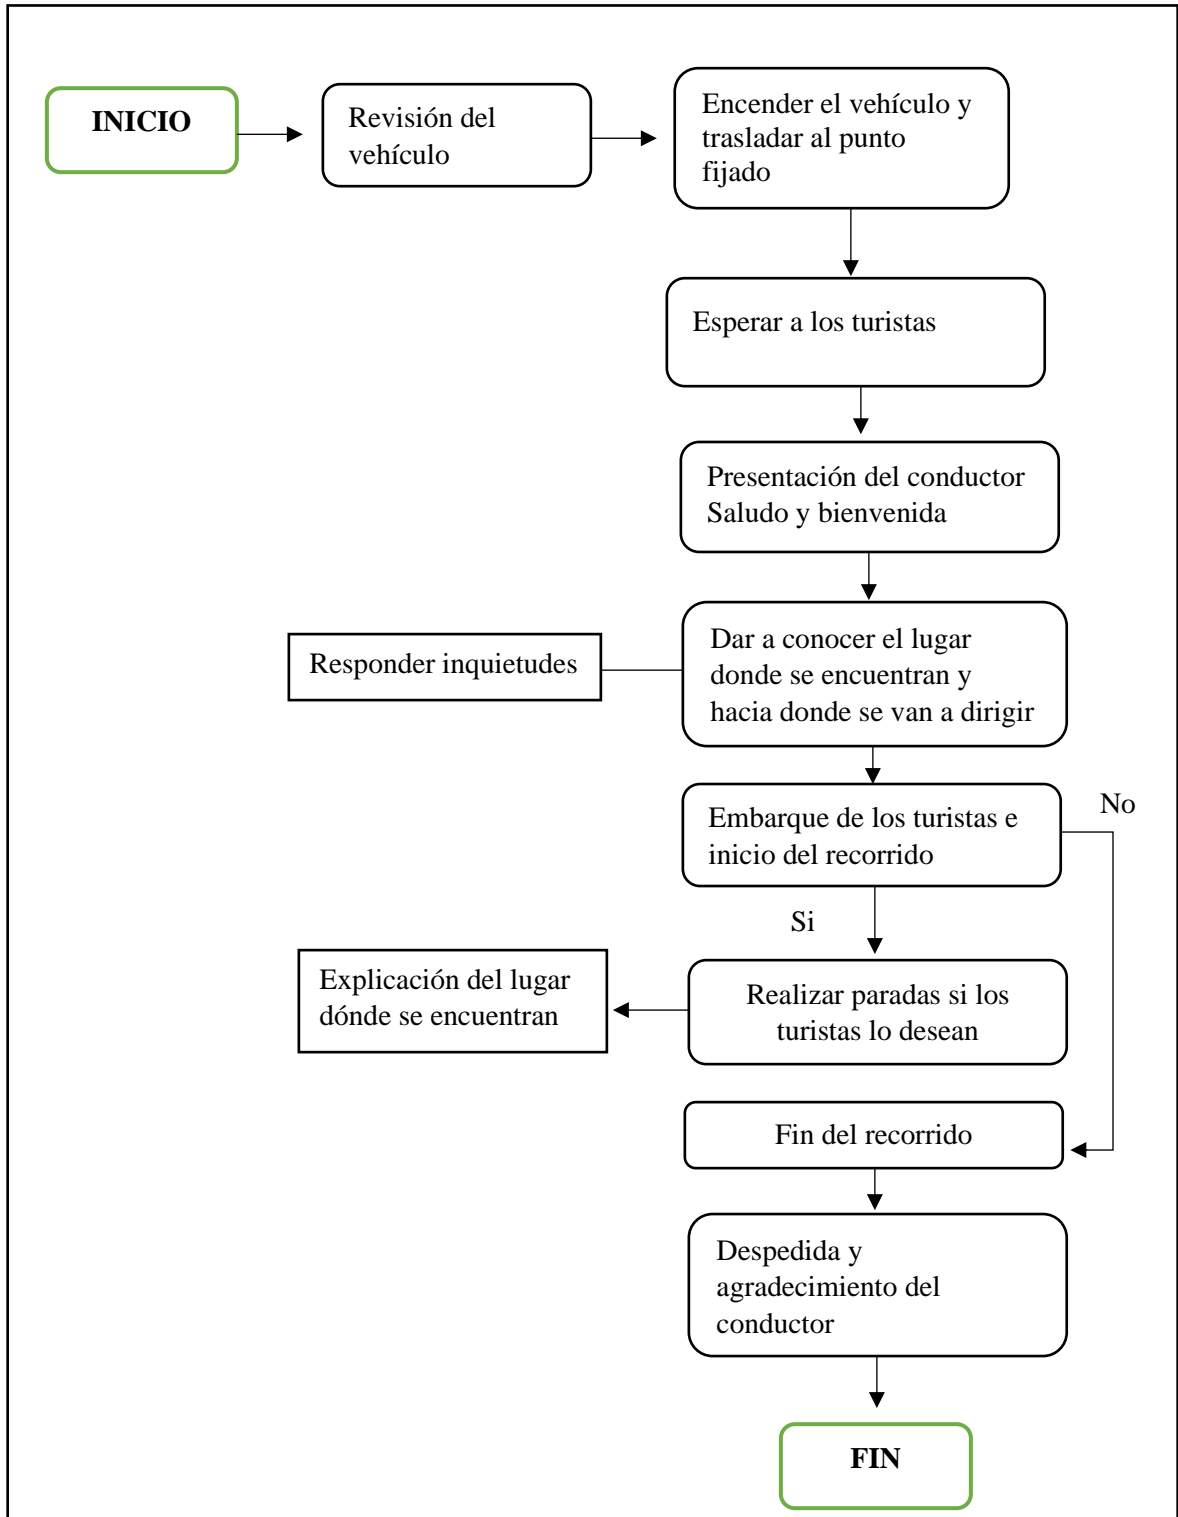 INICIO
Revisión del
vehículo
Encender el vehículo y
trasladar al punto
fijado
Esperar a los turistas
Presentación del conductor
Saludo y bienvenida
Responder inquietudes
Dar a conocer el lugar
donde se encuentran y
hacia donde se van a dirigir
Embarque de los turistas e
inicio del recorrido
No
Si
Explicación del lugar
dónde se encuentran
Realizar paradas si los
turistas lo desean
Fin del recorrido
Despedida y
agradecimiento del
conductor
FIN